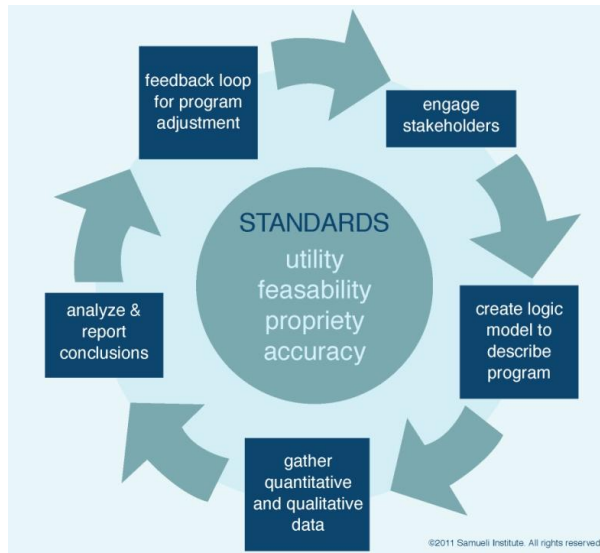 feedback loop
for program
adjustment
engage
stakeholders
STANDARDS
utility
feasability
propriety
accuracy
create logic
model to
describe
program
gather
quantitative
and qualitative
data
analyze &
report
conclusions
©2011 Samueli Institute. All rights reserved